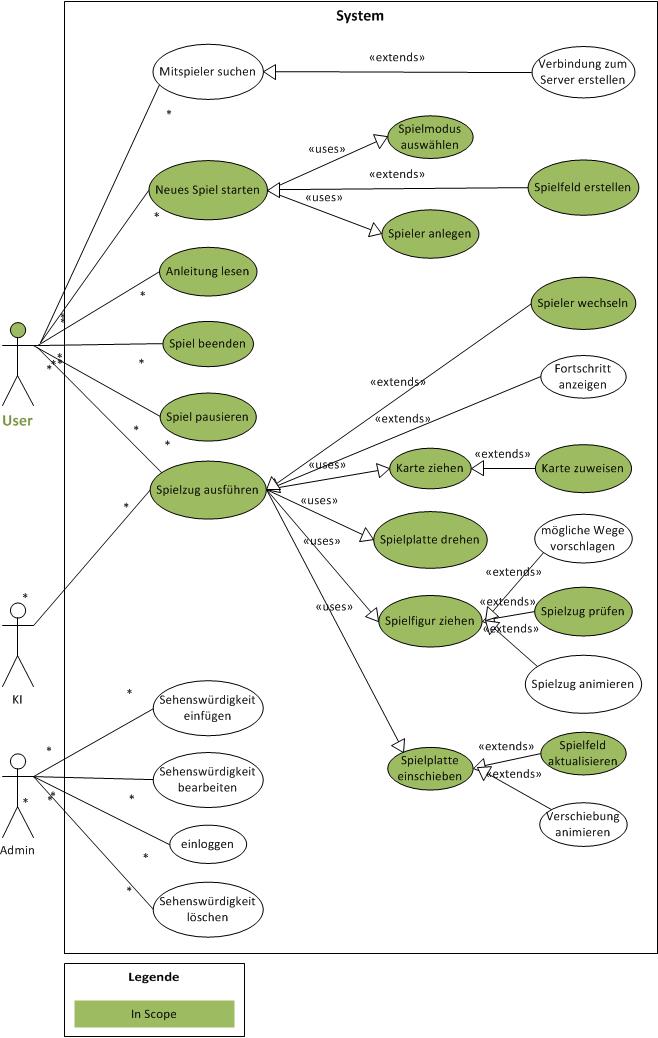 System
Mitspieler suchen
«extends»
Verbindung zum
Server erstellen
*
Spielmodus
auswählen
«uses»
Neues Spiel starten
«extends»
Spielfeld erstellen
«uses»
*
Spieler anlegen
Anleitung lesen
*
Spieler wechseln
*
*
Spiel beenden
*
*
*
*
*
User
«extends»
Fortschritt
anzeigen
Spiel pausieren
«extends»
*
*
«uses»
Karte ziehen
«extends»
Karte zuweisen
Spielzug ausführen
*
«uses»
Spielplatte drehen
«uses»
mögliche Wege
vorschlagen
«extends»
*
«uses»
Spielfigur ziehen
«extends»
Spielzug prüfen
«extends»
KI
Spielzug animieren
*
Sehenswürdigkeit
einfügen
*
«extends»
Spielfeld
aktualisieren
Spielplatte
einschieben
«extends»
Sehenswürdigkeit
bearbeiten
*
*
*
*
Verschiebung
animieren
Admin
einloggen
*
*
Sehenswürdigkeit
löschen
Legende
In Scope